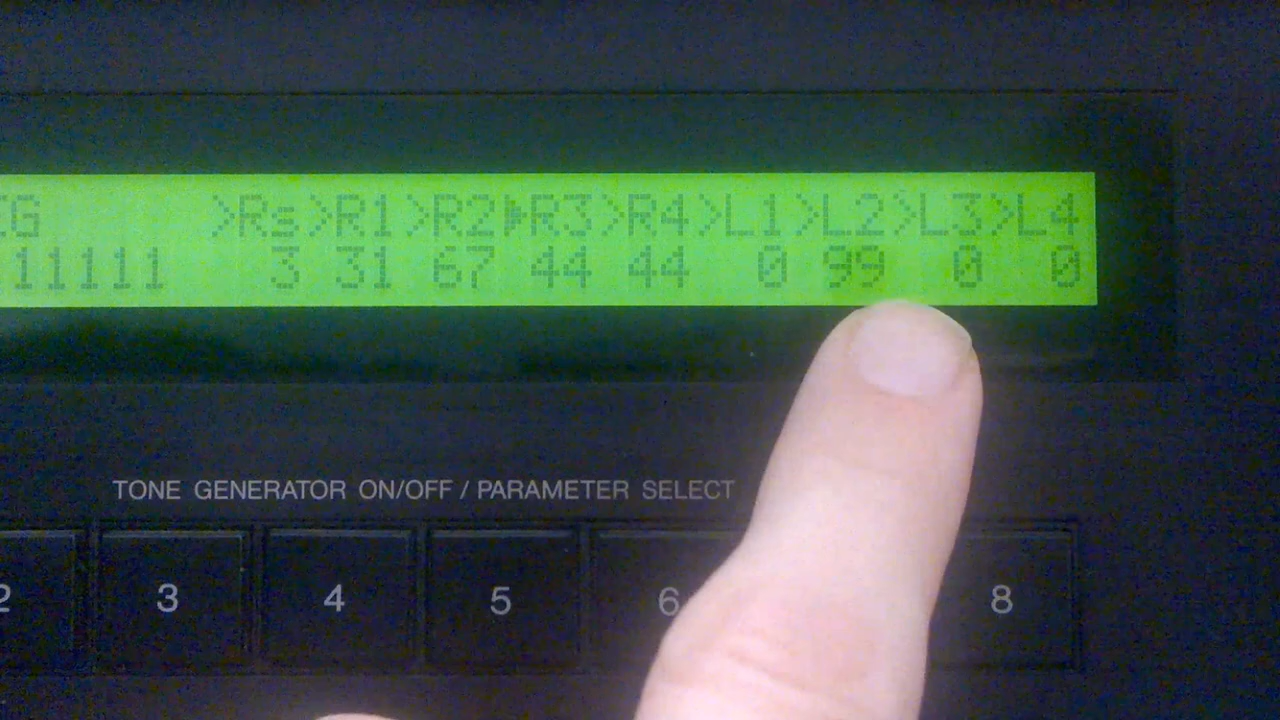 EG >Rs>R1>R2▶R3>R4>L1>L2>L3>L4
11111 3 31 67 44 44 0 99 0 0
TONE GENERATOR ON/OFF / PARAMETER SELECT
2 3 4 5 6 8